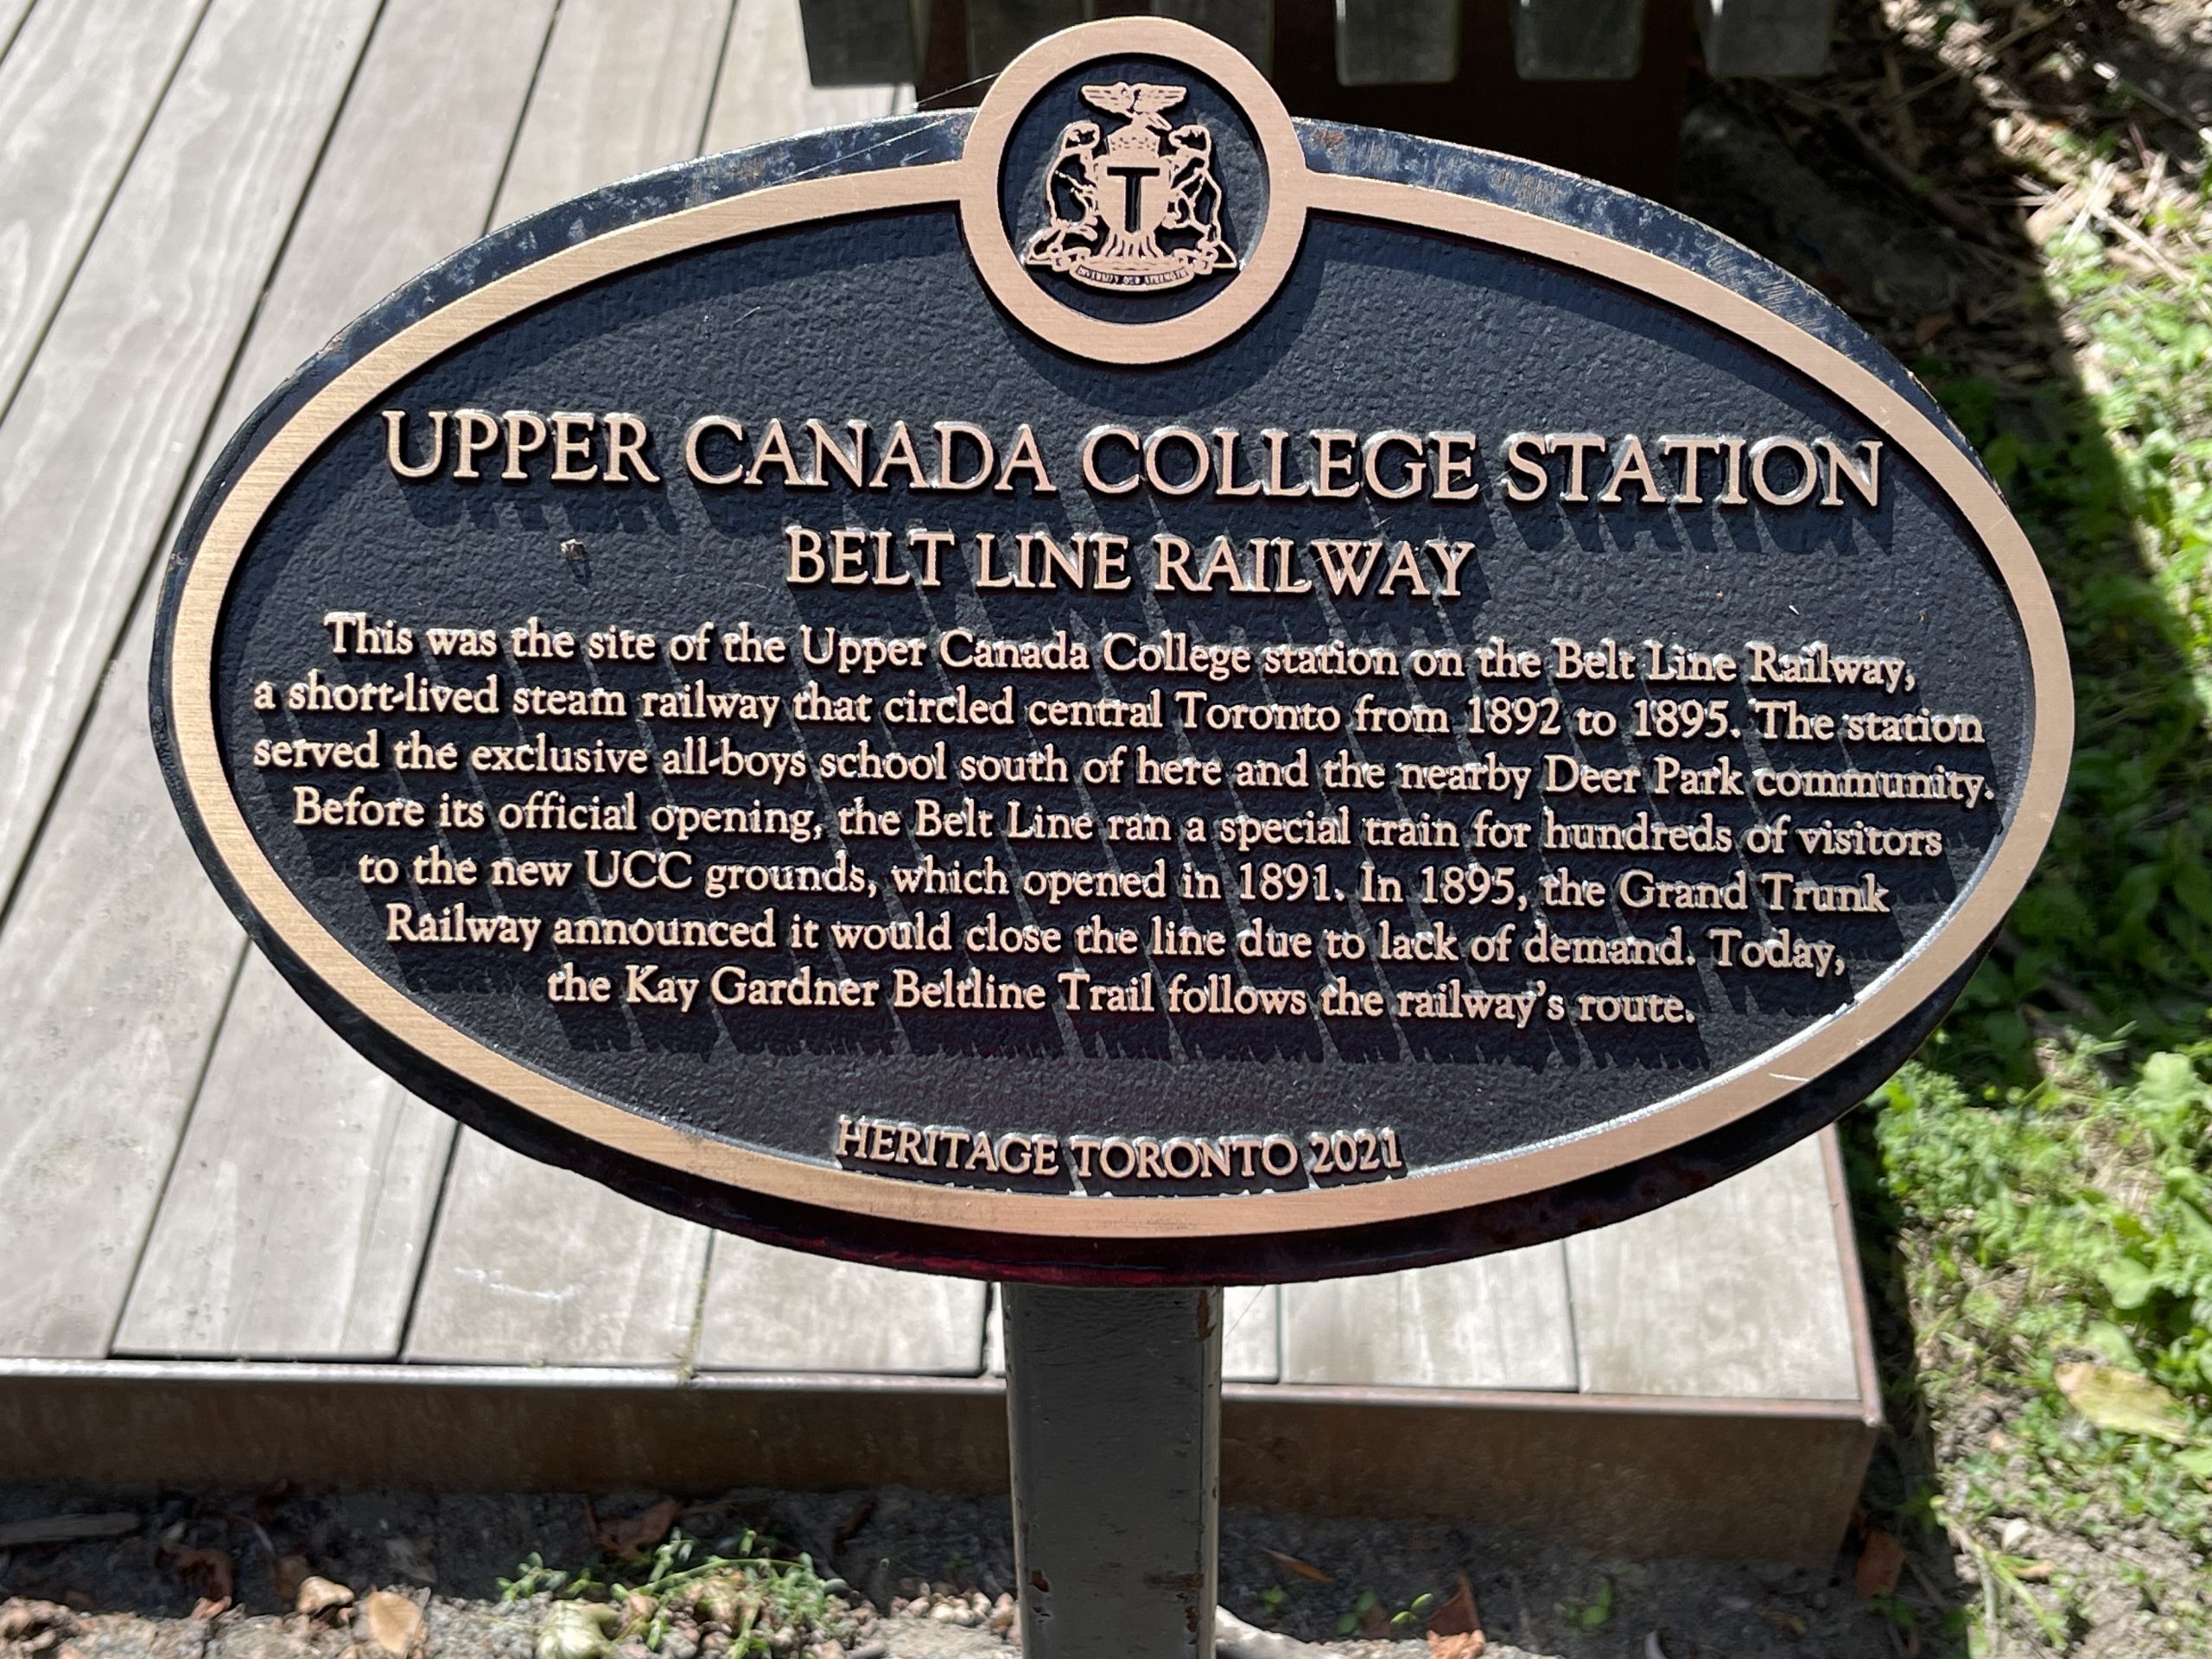 T
DIVERSITY OUR STRENGTH
UPPER CANADA COLLEGE STATION
BELT LINE RAILWAY
This was the site of the Upper Canada College station on the Belt Line Railway,
a short-lived steam railway that circled central Toronto from 1892 to 1895. The station
served the exclusive all-boys school south of here and the nearby Deer Park community.
Before its official opening, the Belt Line ran a special train for hundreds of visitors
to the new UCC grounds, which opened in 1891. In 1895, the Grand Trunk
Railway announced it would close the line due to lack of demand. Today,
the Kay Gardner Beltline Trail follows the railway's route.
HERITAGE TORONTO 2021